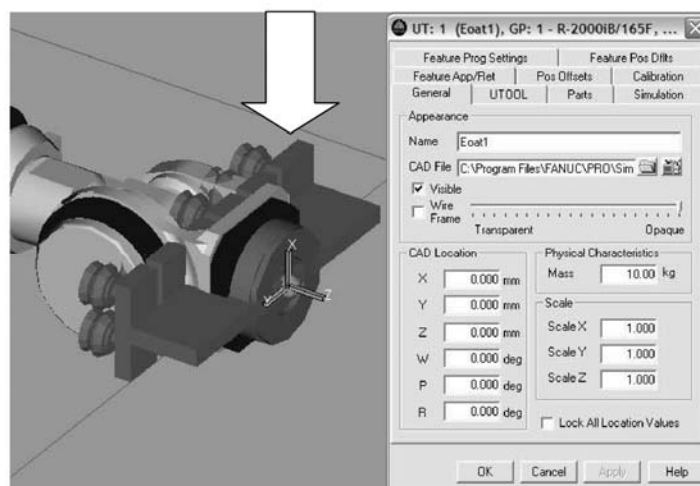 UT: 1 (Eoat1), GP: 1 - R-2000iB/165F, ...
Feature Prog Settings Feature Pos Dflts
Feature App/Ret Pos Offsets Calibration
General UTOOL Parts Simulation
Appearance
Name Eoat1
CAD File C:\Program Files\FANUC\PRO\Sim
Visible
Wire
Frame
Transparent Opaque
CAD Location
X 0.000 mm
Y 0.000 mm
Z 0.000 mm
W 0.000 deg
P 0.000 deg
R 0.000 deg
Physical Characteristics
Mass 10.00 kg
Scale
Scale X 1.000
Scale Y 1.000
Scale Z 1.000
Lock All Location Values
OK Cancel Apply Help
X
Y Z